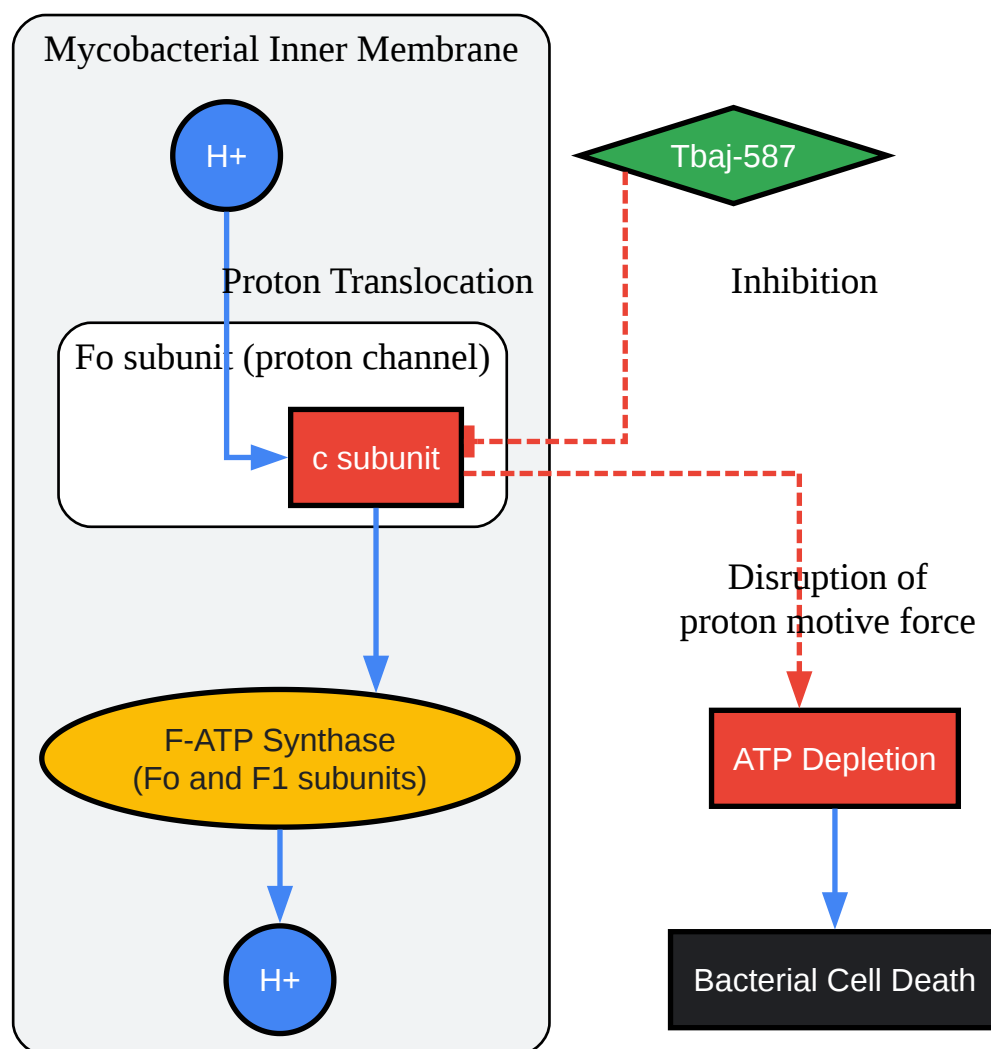 Mycobacterial Inner Membrane
H+
Tbaj-587
Proton Translocation
Inhibition
Fo subunit (proton channel)
c subunit
Disruption of
proton motive force
F-ATP Synthase
(Fo and F1 subunits)
ATP Depletion
H+
Bacterial Cell Death